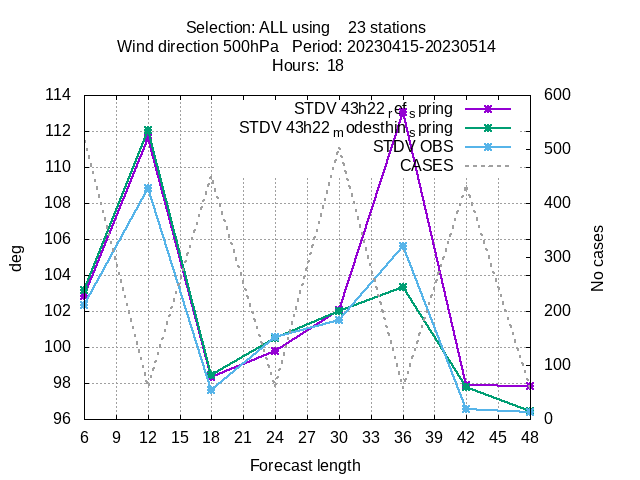 Selection: ALL using 23 stations
Wind direction 500hPa Period: 20230415-20230514
Hours: 18
114
112
110
108
106
104
102
100
98
96
deg
STDV 43h22 ref spring
STDV 43h22 modesthin spring
STDV OBS
CASES
600
500
400
300
200
100
0
No cases
6 9 12 15 18 21 24 27 30 33 36 39 42 45 48
Forecast length